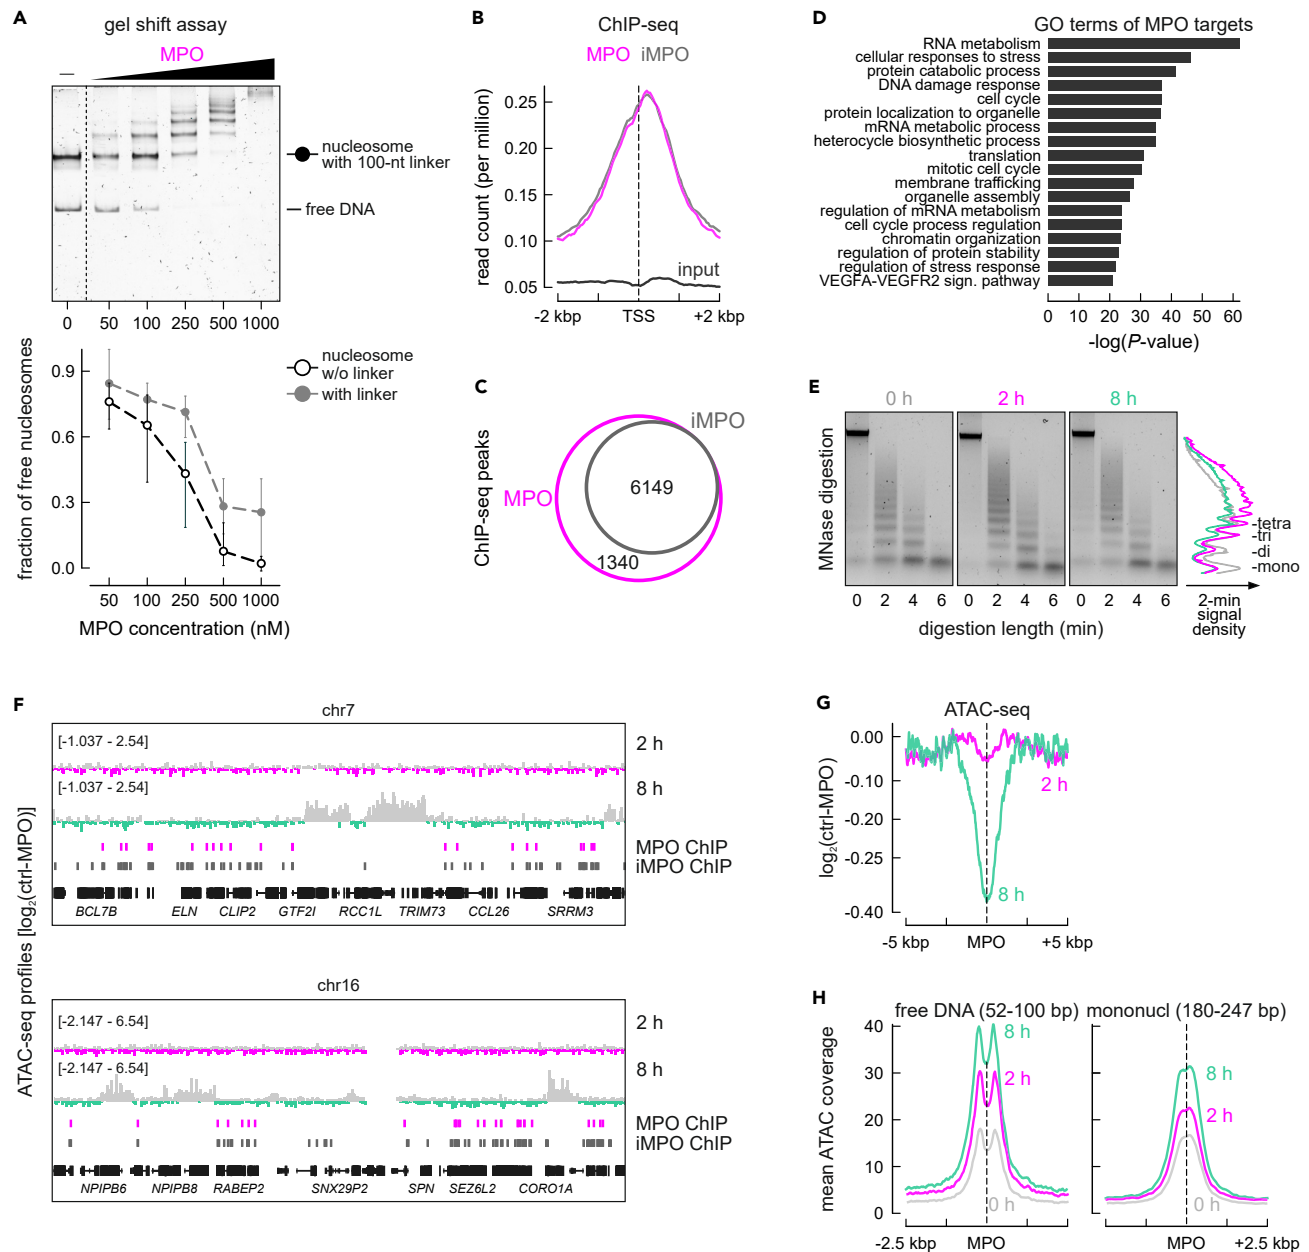 A
gel shift assay
MPO
–
nucleosome
with 100-nt linker
free DNA
0 50 100 250 500 1000
0.9
0.6
0.3
0.0
fraction of free nucleosomes
nucleosome
w/o linker
with linker
50 100 250 500 1000
MPO concentration (nM)
B
ChIP-seq
MPO iMPO
0.25
0.20
0.15
0.10
0.05
read count (per million)
input
-2 kbp TSS +2 kbp
C
ChIP-seq peaks
iMPO
MPO
6149
1340
D
GO terms of MPO targets
RNA metabolism
cellular responses to stress
protein catabolic process
DNA damage response
cell cycle
protein localization to organelle
mRNA metabolic process
heterocycle biosynthetic process
translation
mitotic cell cycle
membrane trafficking
organelle assembly
regulation of mRNA metabolism
cell cycle process regulation
chromatin organization
regulation of protein stability
regulation of stress response
VEGFA-VEGFR2 sign. pathway
0 10 20 30 40 50 60
-log(P-value)
E
0 h 2 h 8 h
MNase digestion
-tetra
-tri
-di
-mono
0 2 4 6 0 2 4 6 0 2 4 6
digestion length (min)
2-min
signal
density
F
ATAC-seq profiles [log₂(ctrl-MPO)]
chr7
[-1.037 - 2.54]
2 h
[-1.037 - 2.54]
8 h
MPO ChIP
iMPO ChIP
BCL7B ELN CLIP2 GTF2I RCC1L TRIM73 CCL26 SRRM3
chr16
[-2.147 - 6.54]
2 h
[-2.147 - 6.54]
8 h
MPO ChIP
iMPO ChIP
NPIPB6 NPIPB8 RABEP2 SNX29P2 SPN SEZ6L2 CORO1A
G
ATAC-seq
0.00
-0.10
-0.25
-0.40
log₂(ctrl-MPO)
2 h
8 h
-5 kbp MPO +5 kbp
H
free DNA (52-100 bp) mononucl (180-247 bp)
40
30
20
10
0
mean ATAC coverage
8 h
2 h
0 h
8 h
2 h
0 h
-2.5 kbp MPO MPO +2.5 kbp